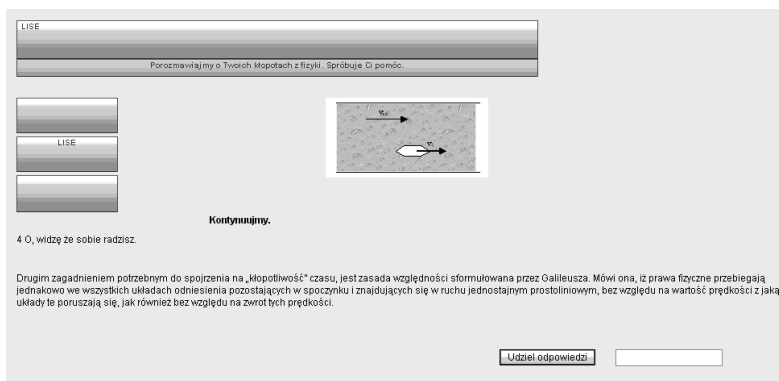 LISE
Porozmawiajmy o Twoich kłopotach z fizyki. Spróbuje Ci pomóc.
LISE
Kontynuujmy.
4 O, widzę że sobie radzisz.
Drugim zagadnieniem potrzebnym do spojrzenia na „kłopotliwość" czasu, jest zasada względności sformułowana przez Galileusza. Mówi ona, iż prawa fizyczne przebiegają
jednakowo we wszystkich układach odniesienia pozostających w spoczynku i znajdujących się w ruchu jednostajnym prostoliniowym, bez względu na wartość prędkości z jaką
układy te poruszają się, jak również bez względu na zwrot tych prędkości.
Udziel odpowiedzi